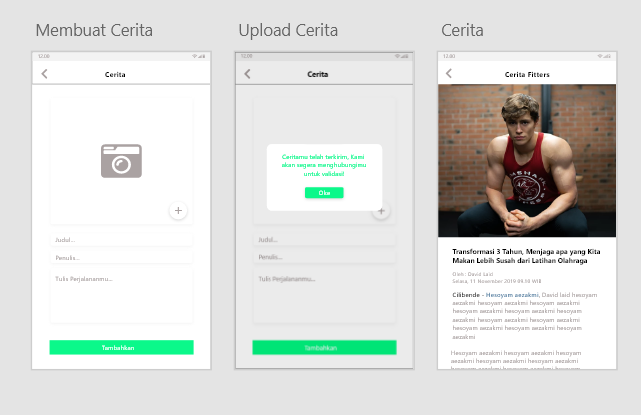 Membuat Cerita
12.00
Cerita
Judul...
Penulis...
Tulis Perjalananmu...
Tambahkan
Upload Cerita
12.00
Cerita
Ceritamu telah terkirim, Kami
akan segera menghubungimu
untuk validasi!
Oke
Judul...
Penulis...
Tulis Perjalananmu...
Tambahkan
Cerita
12.00
Cerita Fitters
Transformasi 3 Tahun, Menjaga apa yang Kita
Makan Lebih Susah dari Latihan Olahraga
Oleh : David Laid
Selasa, 11 November 2019 09.10 WIB
Cilibende - Hesoyam aezakmi, David laid hesoyam
aezakmi hesoyam aezakmi hesoyam aezakmi
hesoyam aezakmi hesoyam aezakmi hesoyam
aezakmi hesoyam aezakmi hesoyam aezakmi
hesoyam aezakmi hesoyam aezakmi hesoyam
aezakmi
Hesoyam aezakmi hesoyam aezakmi hesoyam
aezakmi hesoyam aezakmi hesoyam aezakmi